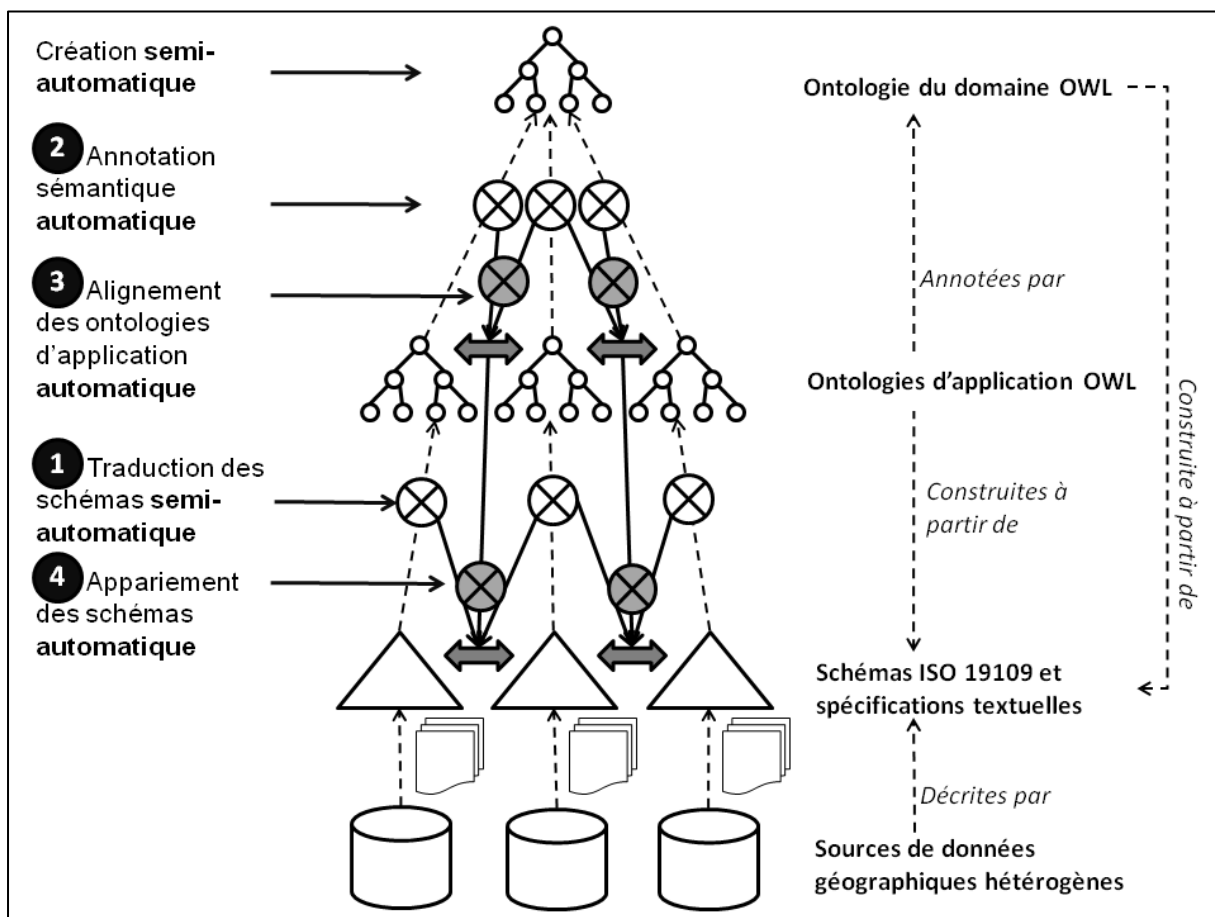 Création semi-
automatique
2 Annotation
sémantique
automatique
3 Alignement
des ontologies
d'application
automatique
1 Traduction des
schémas semi-
automatique
4 Appariement
des schémas
automatique
Ontologie du domaine OWL
Annotées par
Ontologies d'application OWL
Construites à
partir de
Construite à partir de
Schémas ISO 19109 et
spécifications textuelles
Décrites par
Sources de données
géographiques hétérogènes